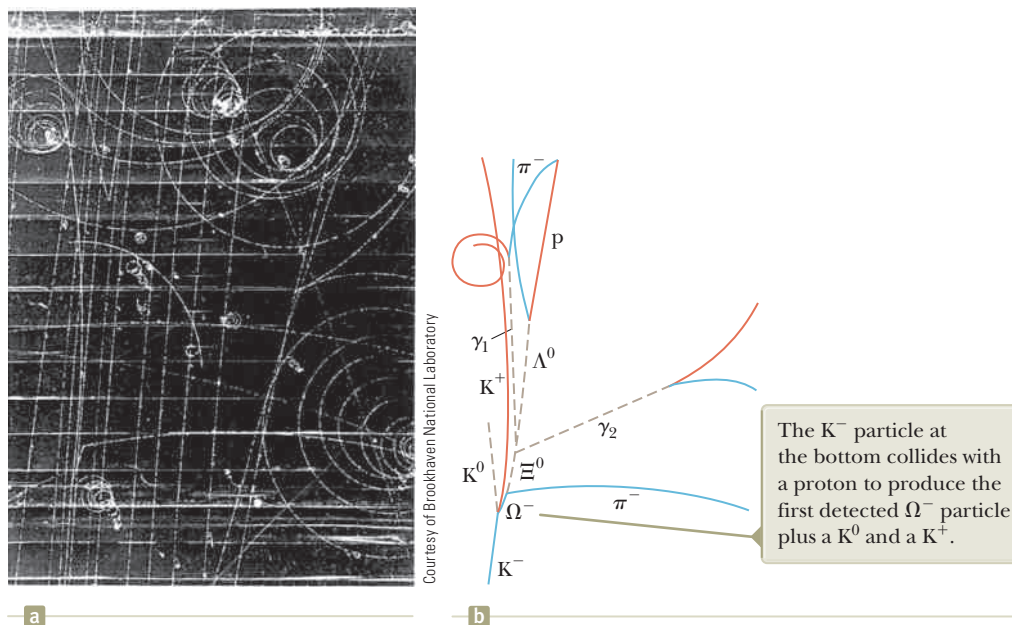 Courtesy of Brookhaven National Laboratory
π⁻
p
γ₁
Λ⁰
K⁺
γ₂
K⁰
Ξ⁰
π⁻
Ω⁻
K⁻
The K⁻ particle at
the bottom collides with
a proton to produce the
first detected Ω⁻ particle
plus a K⁰ and a K⁺.
a
b